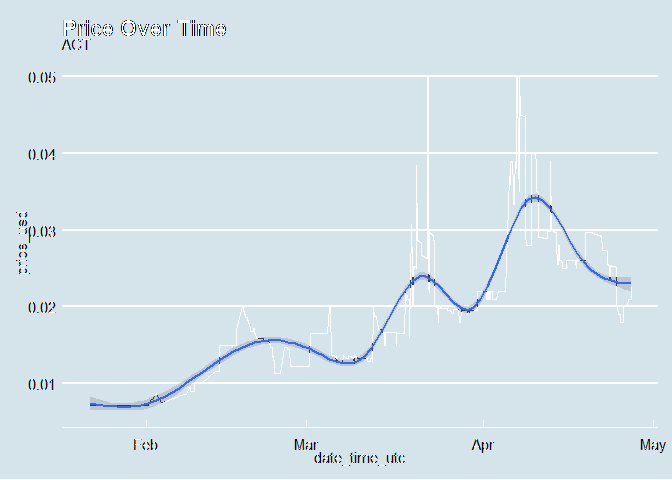 Price Over Time
ACT
0.05
0.04
0.03
price_usd
0.02
0.01
Feb
Mar
Apr
May
date_time_utc